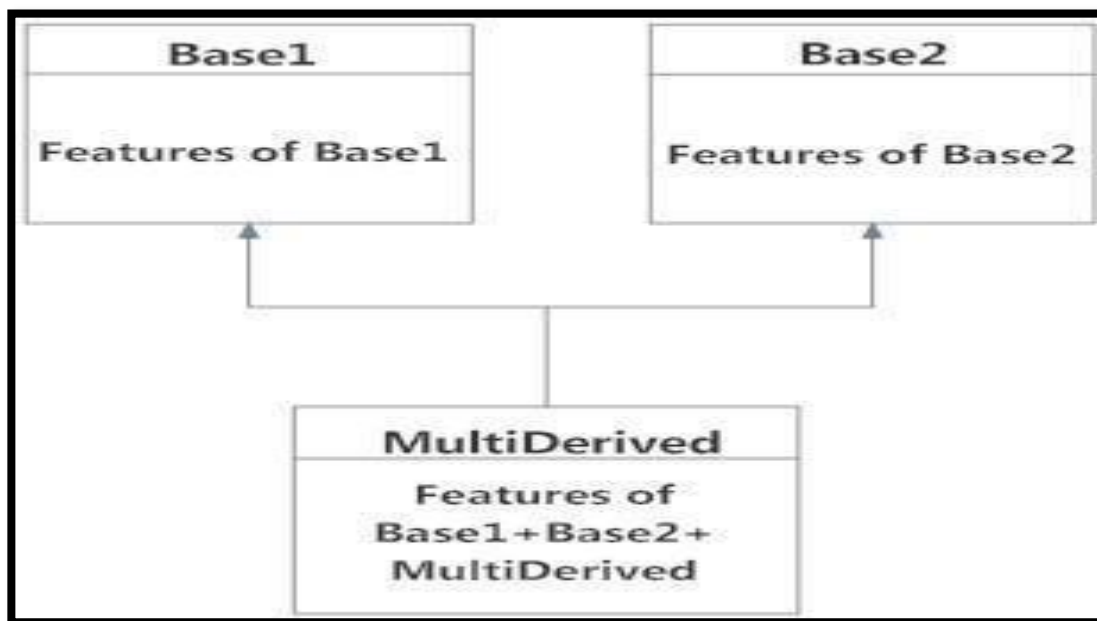 Base1
Features of Base1
Base2
Features of Base2
MultiDerived
Features of
Base1+Base2+
MultiDerived